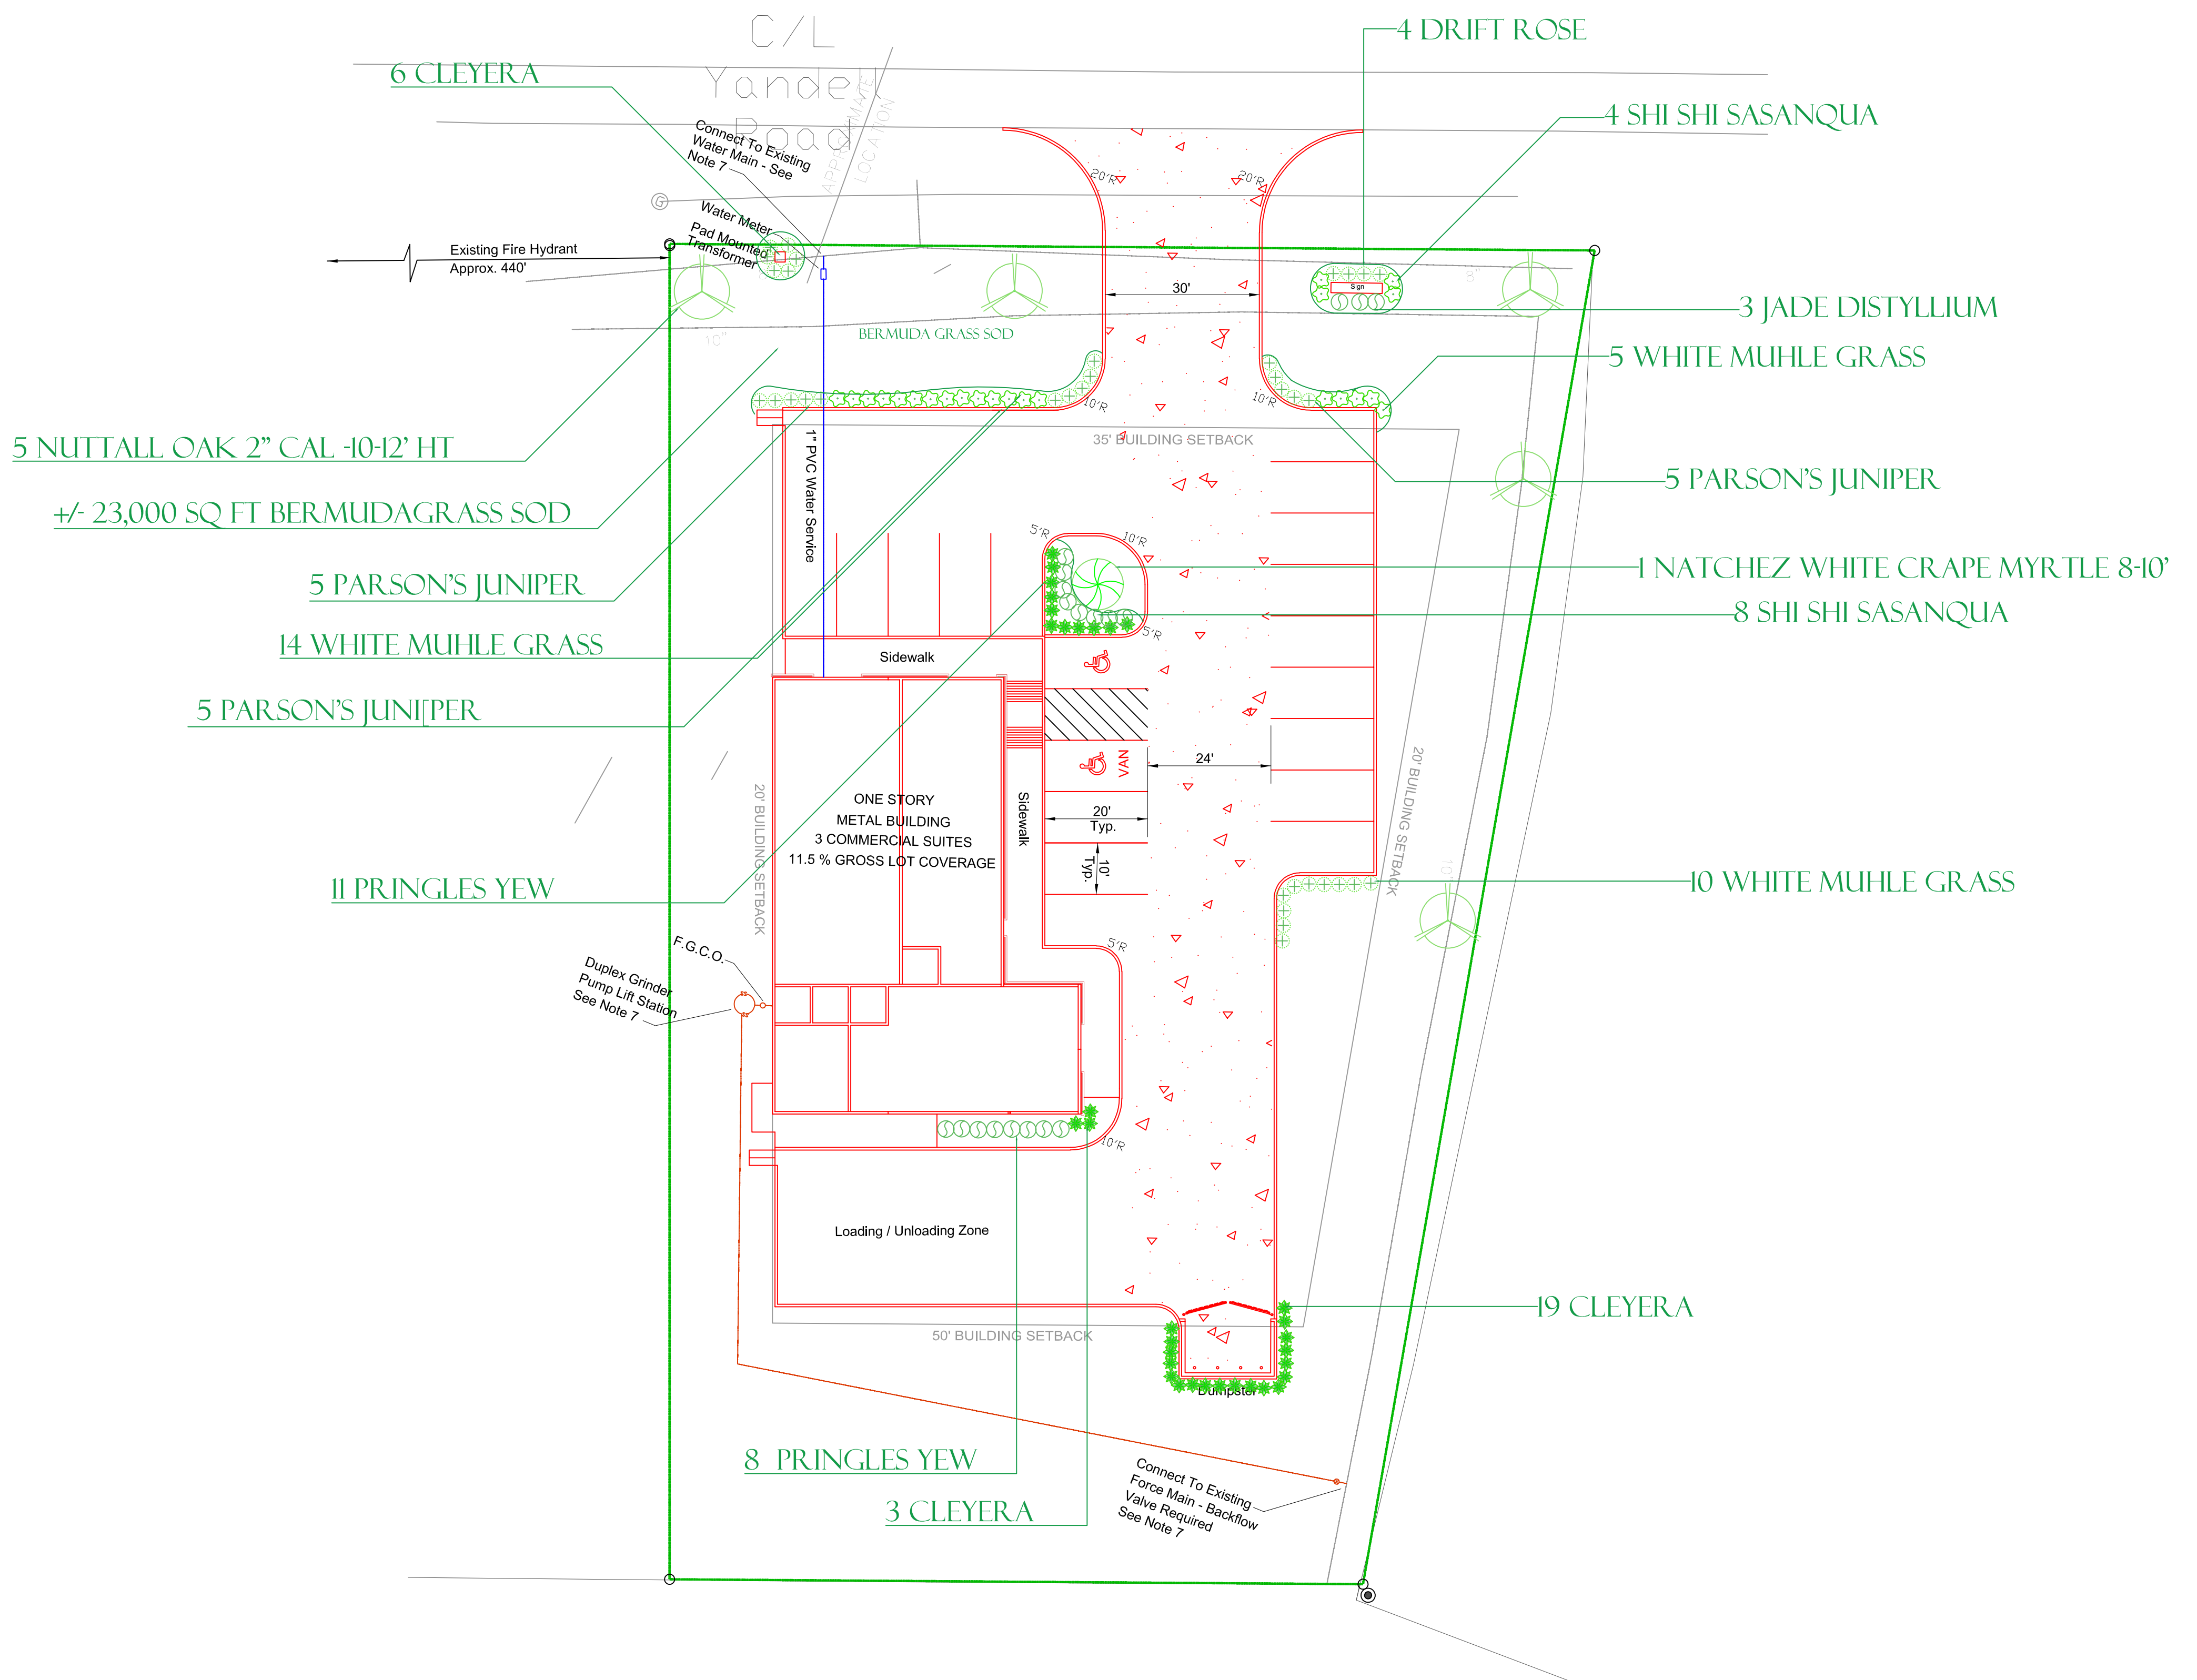 C/L
Yandell
Road
APPROXIMATE
LOCATION
4 DRIFT ROSE
6 CLEYERA
4 SHI SHI SASANQUA
Connect To Existing
Water Main - See
Note 7
20'R
20'R
G
Water Meter
Pad Mounted
Transformer
Existing Fire Hydrant
Approx. 440'
30'
Sign
8"
3 JADE DISTYLLIUM
10"
BERMUDA GRASS SOD
5 WHITE MUHLE GRASS
10'R
10'R
5 NUTTALL OAK 2" CAL -10-12' HT
35' BUILDING SETBACK
1" PVC Water Service
5 PARSON'S JUNIPER
+/- 23,000 SQ FT BERMUDAGRASS SOD
5'R
10'R
1 NATCHEZ WHITE CRAPE MYRTLE 8-10'
5 PARSON'S JUNIPER
8 SHI SHI SASANQUA
5'R
14 WHITE MUHLE GRASS
Sidewalk
5 PARSON'S JUNI[PER
VAN
24'
20' BUILDING SETBACK
20' BUILDING SETBACK
ONE STORY
METAL BUILDING
3 COMMERCIAL SUITES
11.5 % GROSS LOT COVERAGE
Sidewalk
20'
Typ.
10'
Typ.
10"
11 PRINGLES YEW
10 WHITE MUHLE GRASS
F.G.C.O.
5'R
Duplex Grinder
Pump Lift Station
See Note 7
10'R
Loading / Unloading Zone
19 CLEYERA
50' BUILDING SETBACK
Dumpster
8 PRINGLES YEW
3 CLEYERA
Connect To Existing
Force Main - Backflow
Valve Required
See Note 7